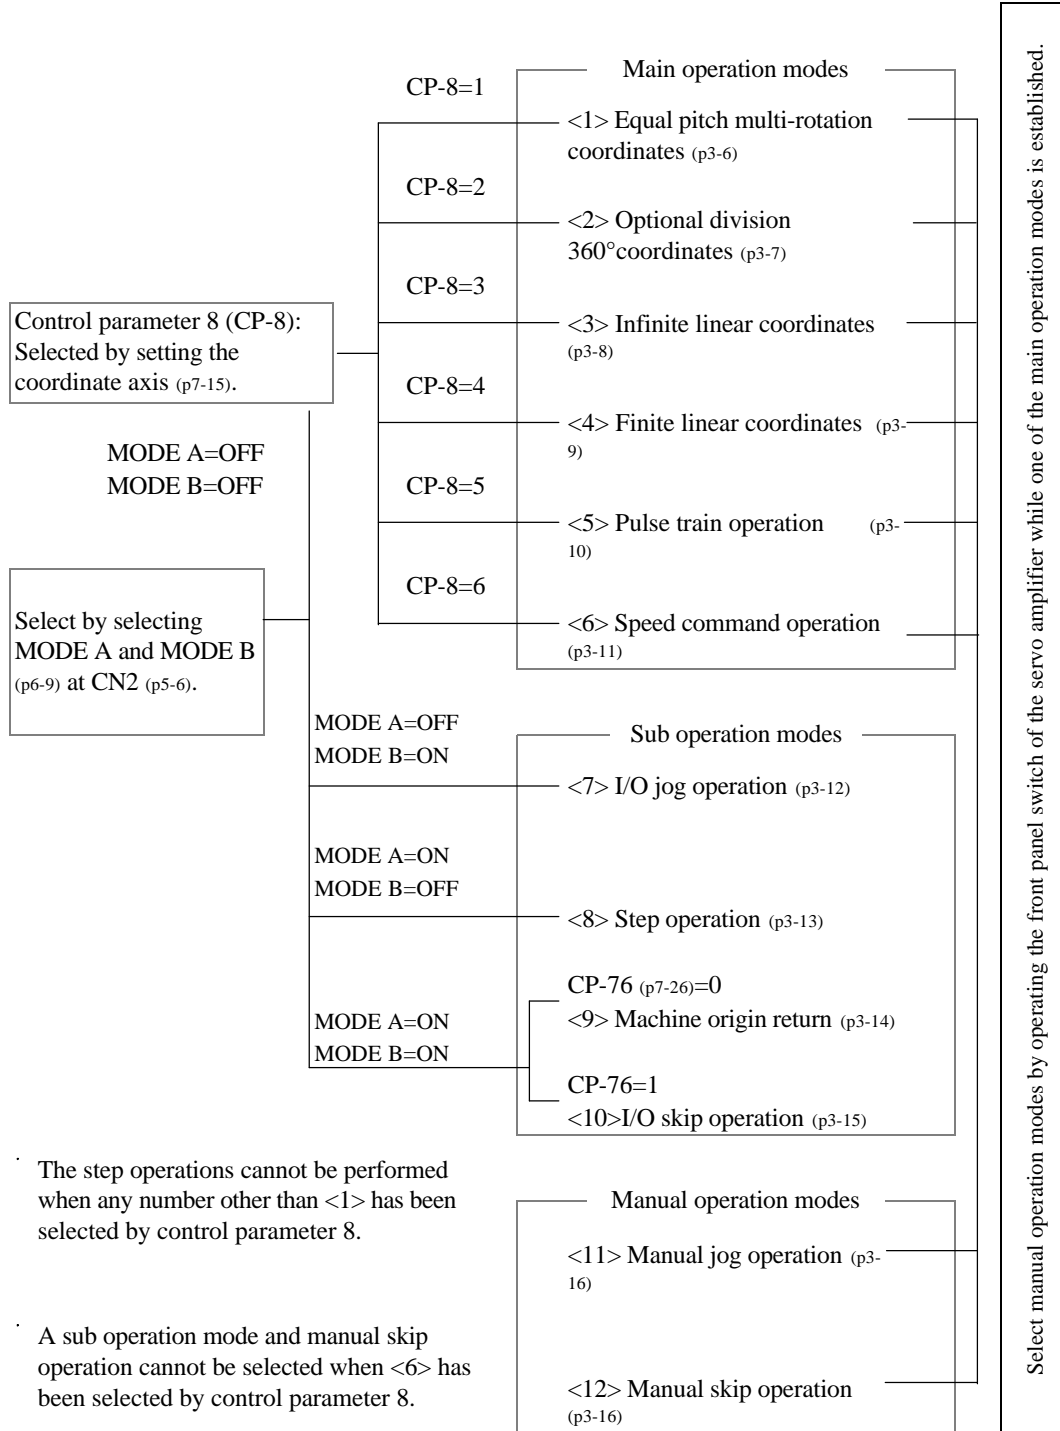 Main operation modes
CP-8=1
<1> Equal pitch multi-rotation
coordinates (p3-6)
CP-8=2
<2> Optional division
360°coordinates (p3-7)
CP-8=3
<3> Infinite linear coordinates
(p3-8)
Control parameter 8 (CP-8):
Selected by setting the
coordinate axis (p7-15).
CP-8=4
<4> Finite linear coordinates (p3-
9)
MODE A=OFF
MODE B=OFF
CP-8=5
<5> Pulse train operation (p3-
10)
CP-8=6
<6> Speed command operation
(p3-11)
Select by selecting
MODE A and MODE B
(p6-9) at CN2 (p5-6).
MODE A=OFF
MODE B=ON
Sub operation modes
<7> I/O jog operation (p3-12)
MODE A=ON
MODE B=OFF
<8> Step operation (p3-13)
MODE A=ON
MODE B=ON
CP-76 (p7-26)=0
<9> Machine origin return (p3-14)
CP-76=1
<10>I/O skip operation (p3-15)
· The step operations cannot be performed
when any number other than <1> has been
selected by control parameter 8.
· A sub operation mode and manual skip
operation cannot be selected when <6> has
been selected by control parameter 8.
Manual operation modes
<11> Manual jog operation (p3-
16)
<12> Manual skip operation
(p3-16)
Select manual operation modes by operating the front panel switch of the servo amplifier while one of the main operation modes is established.